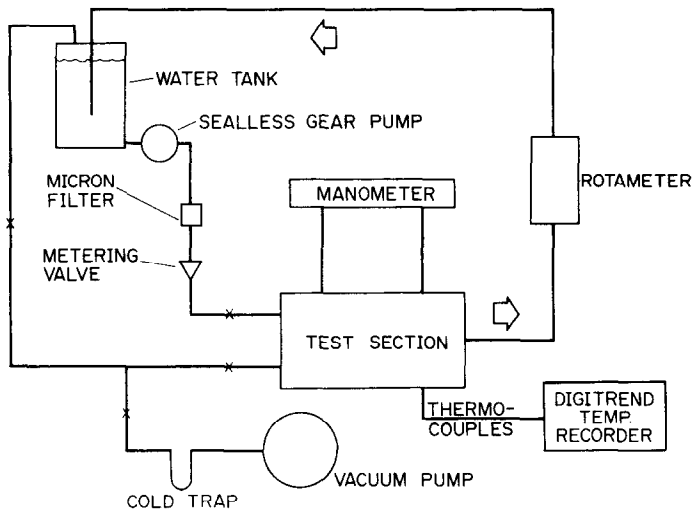 WATER TANK
SEALLESS GEAR PUMP
MICRON
FILTER
MANOMETER
ROTAMETER
METERING
VALVE
TEST SECTION
THERMO-
COUPLES
DIGITREND
TEMP.
RECORDER
VACUUM PUMP
COLD TRAP